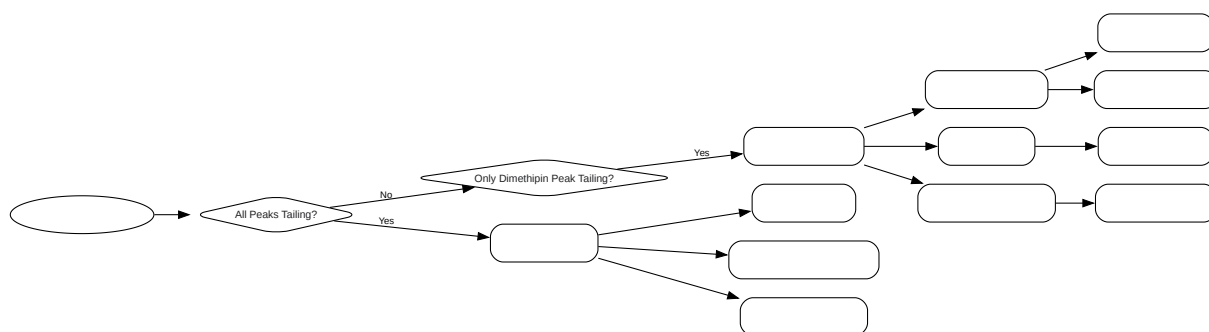 All Peaks Tailing?
No
Yes
Only Dimethipin Peak Tailing?
Yes